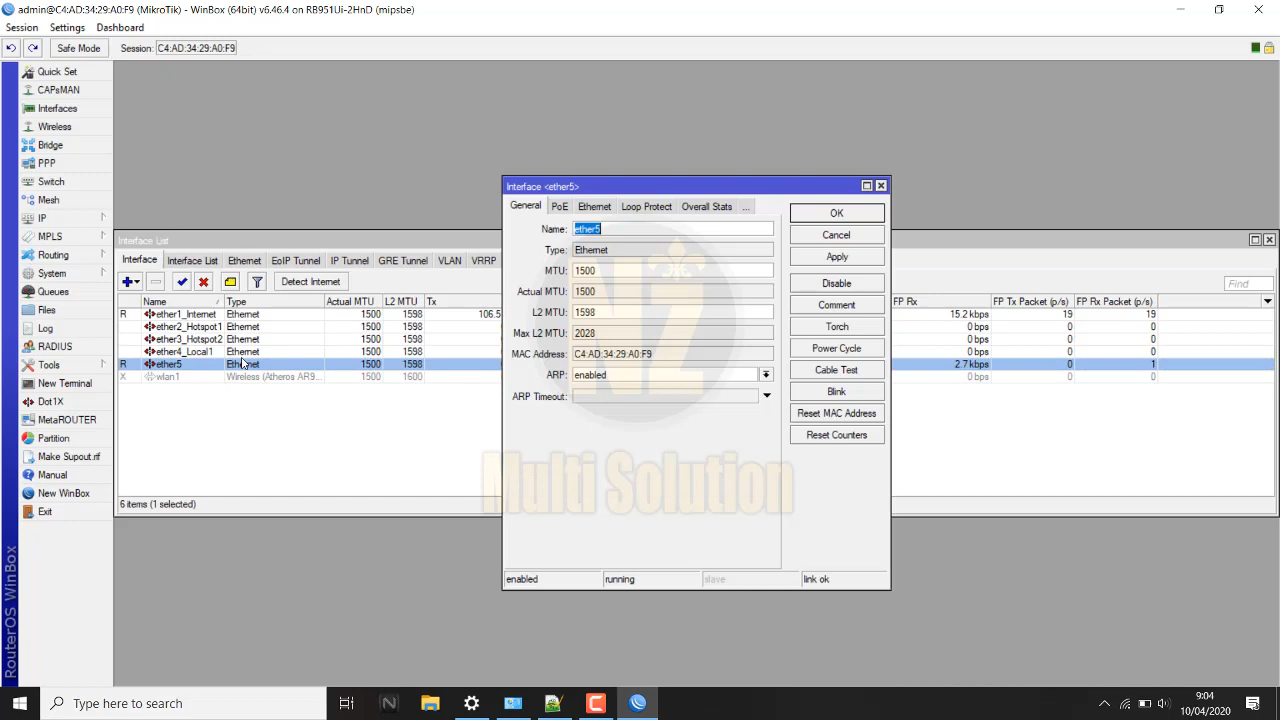 admin@C4:AD:34:29:A0:F9 (MikroTik) - WinBox (64bit) v6.46.4 on RB951Ui-2HnD (mipsbe)
Session Settings Dashboard
Safe Mode Session: C4:AD:34:29:A0:F9
Quick Set
CAPsMAN
Interfaces
Wireless
Bridge
PPP
Switch
Mesh
IP
MPLS
Routing
System
Queues
Files
Log
RADIUS
Tools
New Terminal
Dot1X
MetaROUTER
Partition
Make Supout.rif
Manual
New WinBox
Exit
RouterOS WinBox
Interface List
Interface Interface List Ethernet EoIP Tunnel IP Tunnel GRE Tunnel VLAN VRRP
Detect Internet Find
Name Type Actual MTU L2 MTU Tx FP Rx FP Tx Packet (p/s) FP Rx Packet (p/s)
R ether1_Internet Ethernet 1500 1598 106.5 15.2 kbps 19 19
ether2_Hotspot1 Ethernet 1500 1598 0 bps 0 0
ether3_Hotspot2 Ethernet 1500 1598 0 bps 0 0
ether4_Local1 Ethernet 1500 1598 0 bps 0 0
R ether5 Ethernet 1500 1598 2.7 kbps 0 1
X wlan1 Wireless (Atheros AR9... 1500 1600 0 bps 0 0
6 items (1 selected)
Interface <ether5>
General PoE Ethernet Loop Protect Overall Stats ...
Name: ether5
Type: Ethernet
MTU: 1500
Actual MTU: 1500
L2 MTU: 1598
Max L2 MTU: 2028
MAC Address: C4:AD:34:29:A0:F9
ARP: enabled
ARP Timeout:
OK
Cancel
Apply
Disable
Comment
Torch
Power Cycle
Cable Test
Blink
Reset MAC Address
Reset Counters
enabled running slave link ok
NZ
Multi Solution
Type here to search
9:04
10/04/2020